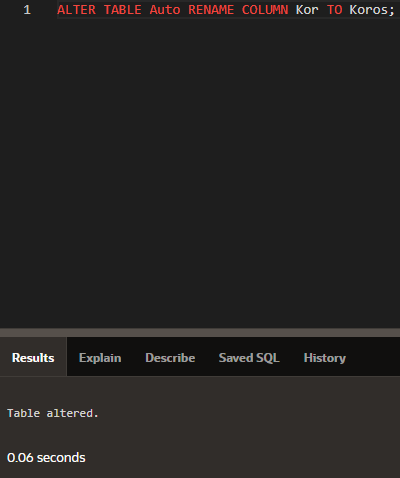 1 ALTER TABLE Auto RENAME COLUMN Kor TO Koros;
Results Explain Describe Saved SQL History
Table altered.
0.06 seconds